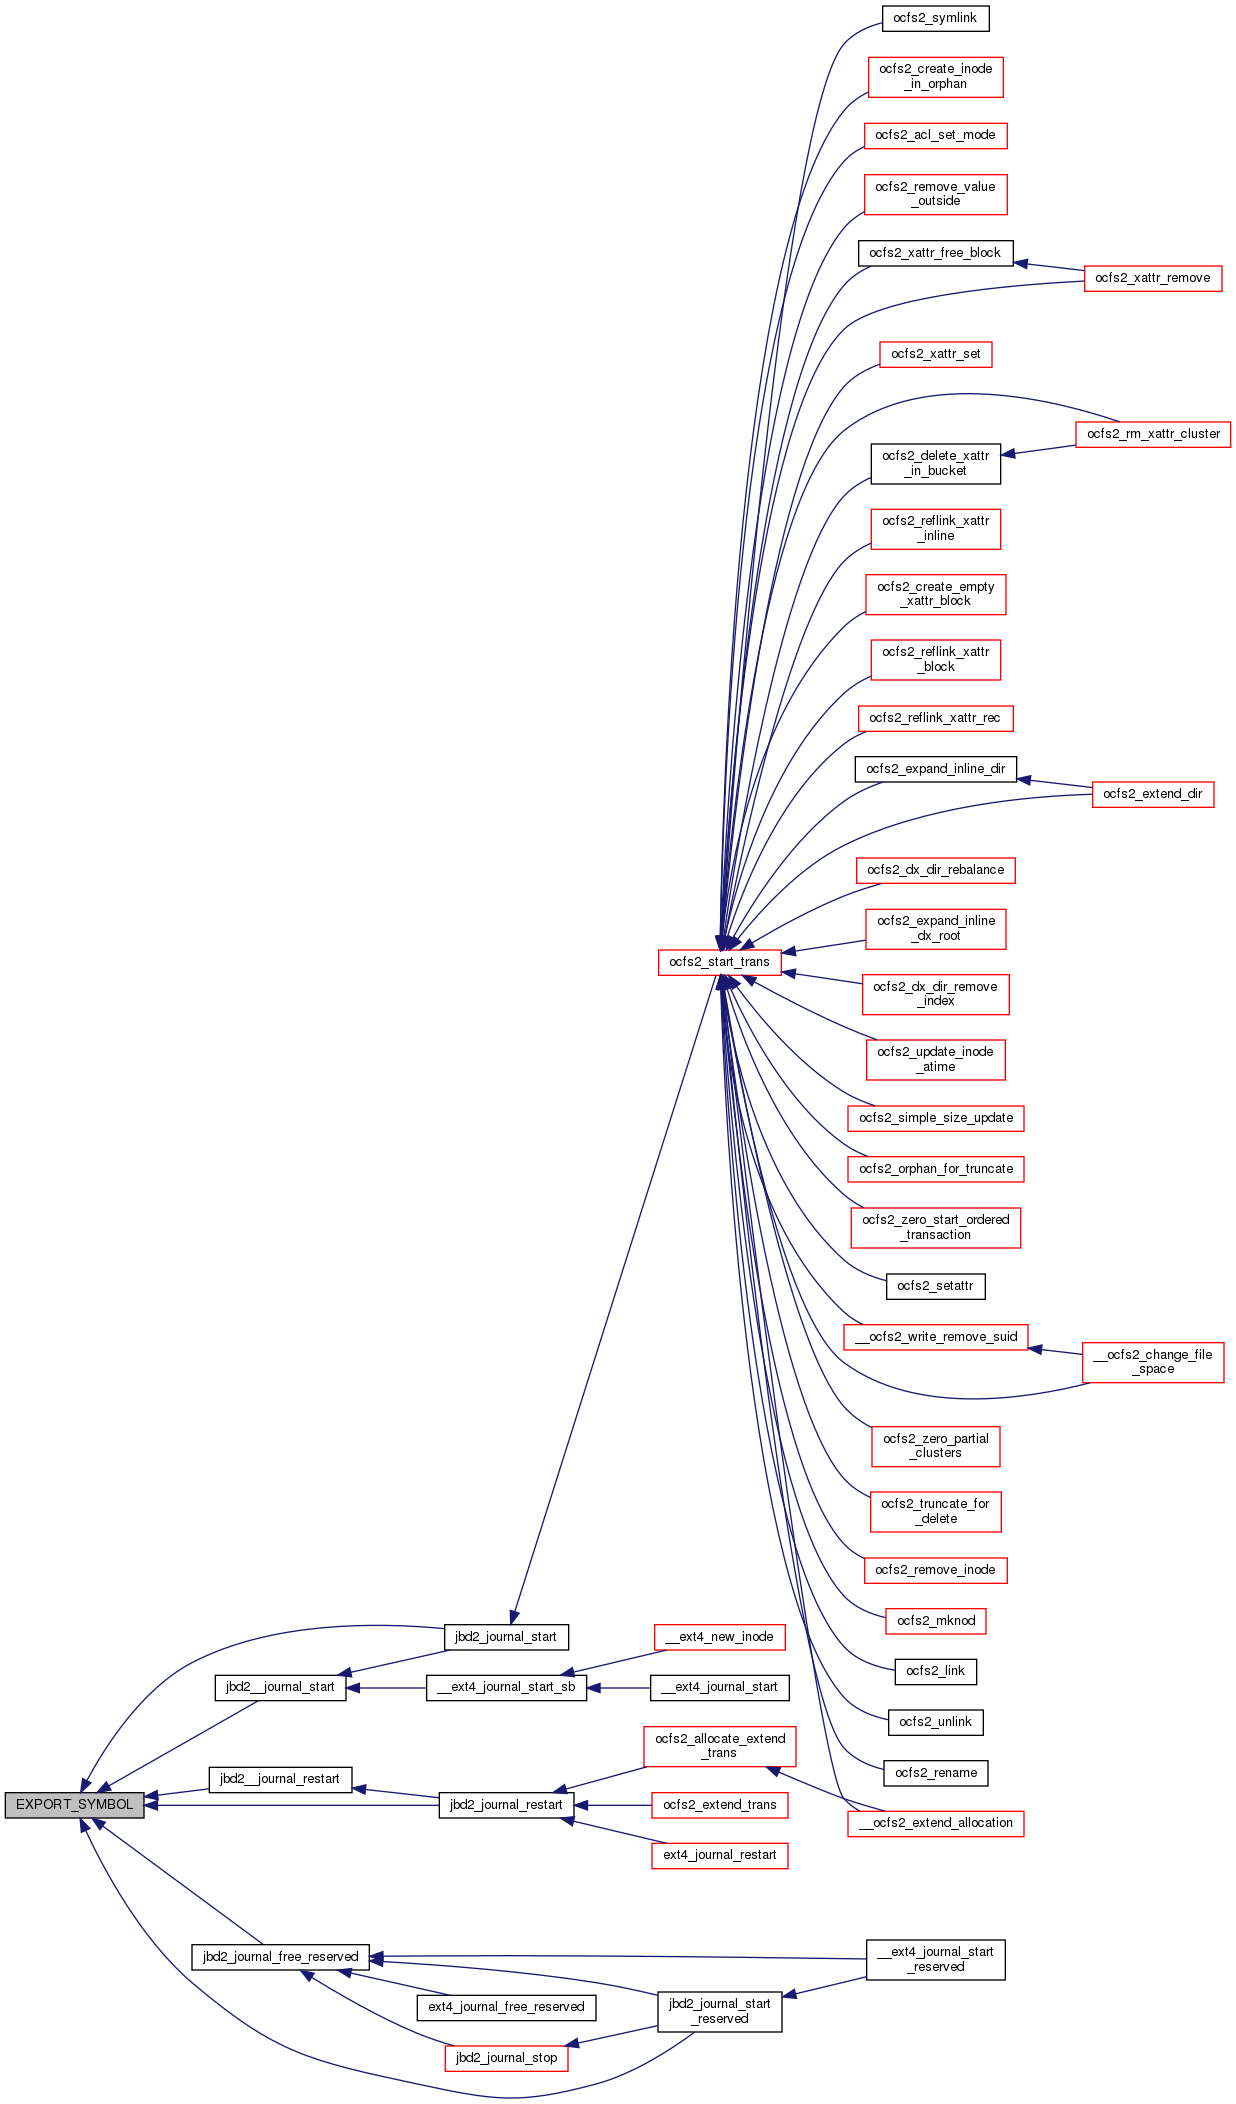 ocfs2_symlink
ocfs2_create_inode
_in_orphan
ocfs2_acl_set_mode
ocfs2_remove_value
_outside
ocfs2_xattr_free_block
ocfs2_xattr_remove
ocfs2_xattr_set
ocfs2_rm_xattr_cluster
ocfs2_delete_xattr
_in_bucket
ocfs2_reflink_xattr
_inline
ocfs2_create_empty
_xattr_block
ocfs2_reflink_xattr
_block
ocfs2_reflink_xattr_rec
ocfs2_expand_inline_dir
ocfs2_extend_dir
ocfs2_dx_dir_rebalance
ocfs2_expand_inline
_dx_root
ocfs2_start_trans
ocfs2_dx_dir_remove
_index
ocfs2_update_inode
_atime
ocfs2_simple_size_update
ocfs2_orphan_for_truncate
ocfs2_zero_start_ordered
_transaction
ocfs2_setattr
__ocfs2_write_remove_suid
__ocfs2_change_file
_space
ocfs2_zero_partial
_clusters
ocfs2_truncate_for
_delete
ocfs2_remove_inode
ocfs2_mknod
jbd2_journal_start
__ext4_new_inode
ocfs2_link
jbd2__journal_start
__ext4_journal_start_sb
__ext4_journal_start
ocfs2_unlink
ocfs2_allocate_extend
_trans
ocfs2_rename
jbd2__journal_restart
EXPORT_SYMBOL
jbd2_journal_restart
ocfs2_extend_trans
__ocfs2_extend_allocation
ext4_journal_restart
jbd2_journal_free_reserved
__ext4_journal_start
_reserved
ext4_journal_free_reserved
jbd2_journal_start
_reserved
jbd2_journal_stop